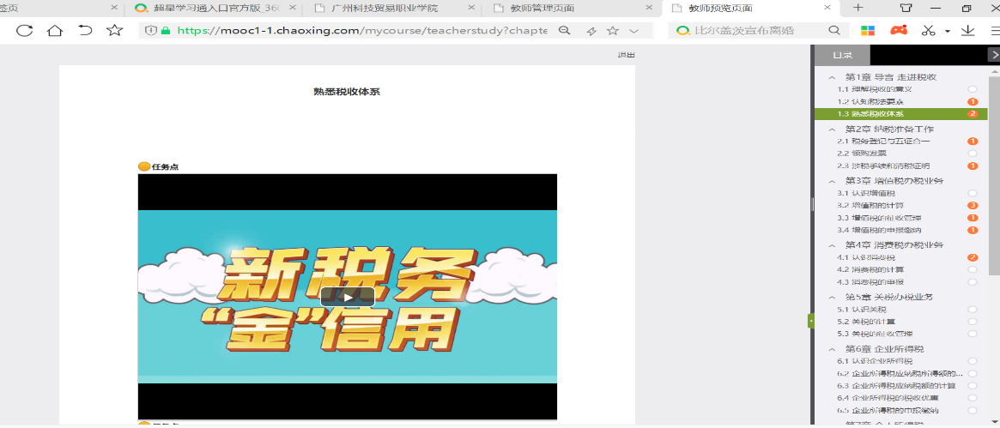 签页
超星学习通入口官方版_36
广州科技贸易职业学院
教师管理页面
教师预览页面
https://mooc1-1.chaoxing.com/mycourse/teacherstudy?chapte
比尔盖茨宣布离婚
退出
目录
熟悉税收体系
任务点
新税务
“金”信用
第1章 导言 走进税收
1.1 理解税收的意义
1.2 认知税法要素
1
1.3 熟悉税收体系
2
第2章 纳税准备工作
2.1 税务登记与五证合一
1
2.2 领购发票
2.3 涉税手续和清税证明
1
第3章 增值税办税业务
3.1 认识增值税
3.2 增值税的计算
3
3.3 增值税的征收管理
1
3.4 增值税的申报缴纳
1
第4章 消费税办税业务
4.1 认识消费税
2
4.2 消费税的计算
4.3 消费税的申报
第5章 关税办税业务
5.1 认识关税
5.2 关税的计算
5.3 关税的征收管理
第6章 企业所得税
6.1 认识企业所得税
6.2 企业所得税应纳税所得额的...
6.3 企业所得税应纳税额的计算
6.4 企业所得税的税收优惠
6.5 企业所得税的申报缴纳